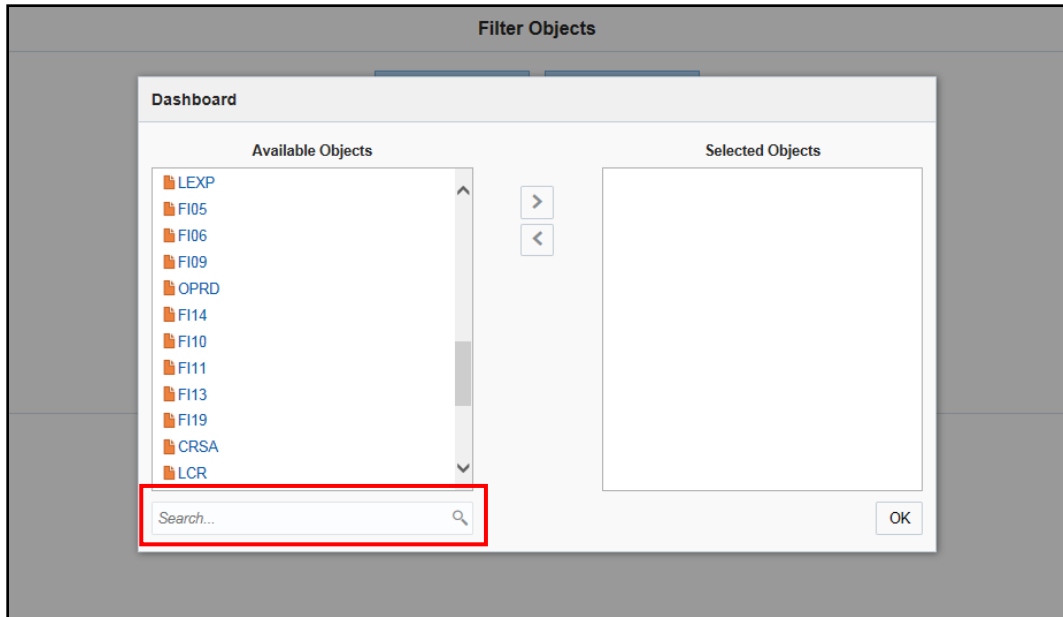 Filter Objects
Dashboard
Available Objects
Selected Objects
LEXP
FI05
FI06
FI09
OPRD
FI14
FI10
FI11
FI13
FI19
CRSA
LCR
Search...
OK